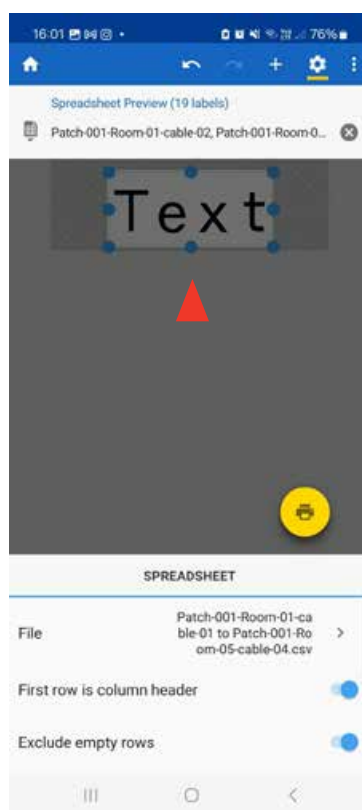 16:01
76%
Spreadsheet Preview (19 labels)
Patch-001-Room-01-cable-02, Patch-001-Room-0...
Text
SPREADSHEET
File
Patch-001-Room-01-ca
ble-01 to Patch-001-Ro
om-05-cable-04.csv
First row is column header
Exclude empty rows